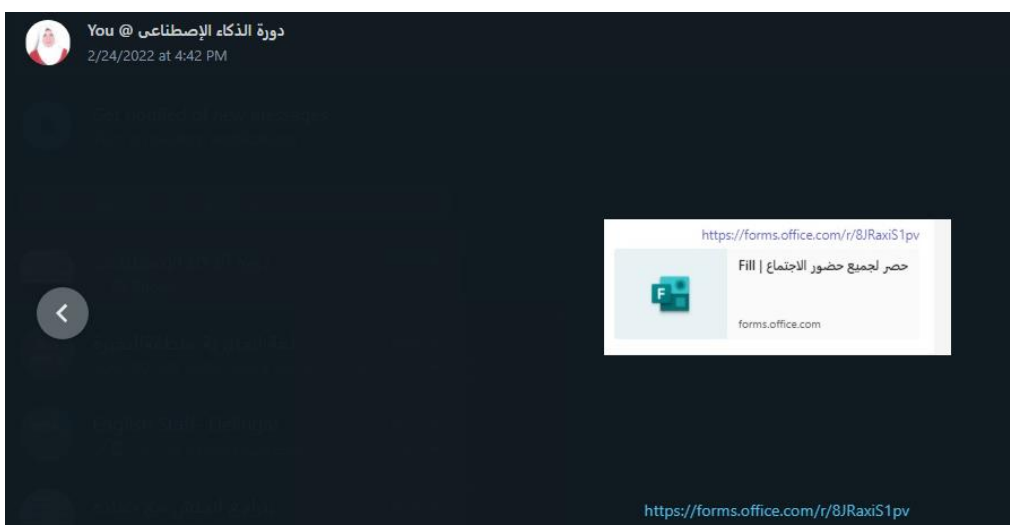 You @ دورة الذكاء الإصطناعى
2/24/2022 at 4:42 PM
https://forms.office.com/r/8JRaxiS1pv
حصر لجميع حضور الاجتماع | Fill
forms.office.com
https://forms.office.com/r/8JRaxiS1pv